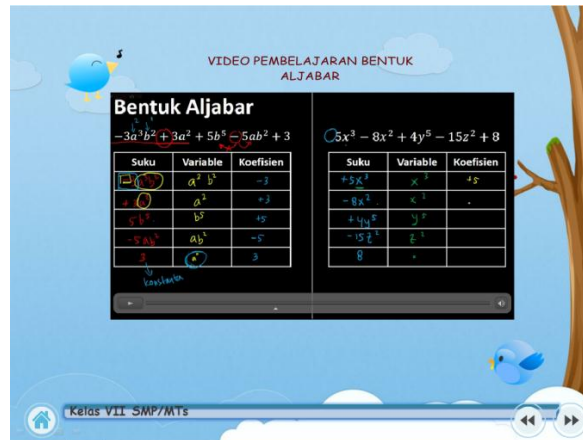 VIDEO PEMBELAJARAN BENTUK
ALJABAR
Bentuk Aljabar
−3a³b² + 3a² + 5b⁵ − 5ab² + 3
Suku Variable Koefisien
a² b² −3
a² +3
5b⁵ b⁵ +5
−5ab² ab² −5
3 3
konstanta
5x³ − 8x² + 4y⁵ − 15z² + 8
Suku Variable Koefisien
+5x³ x³ +5
−8x² x²
+4y⁵ y⁵
−15z² z²
8
Kelas VII SMP/MTs